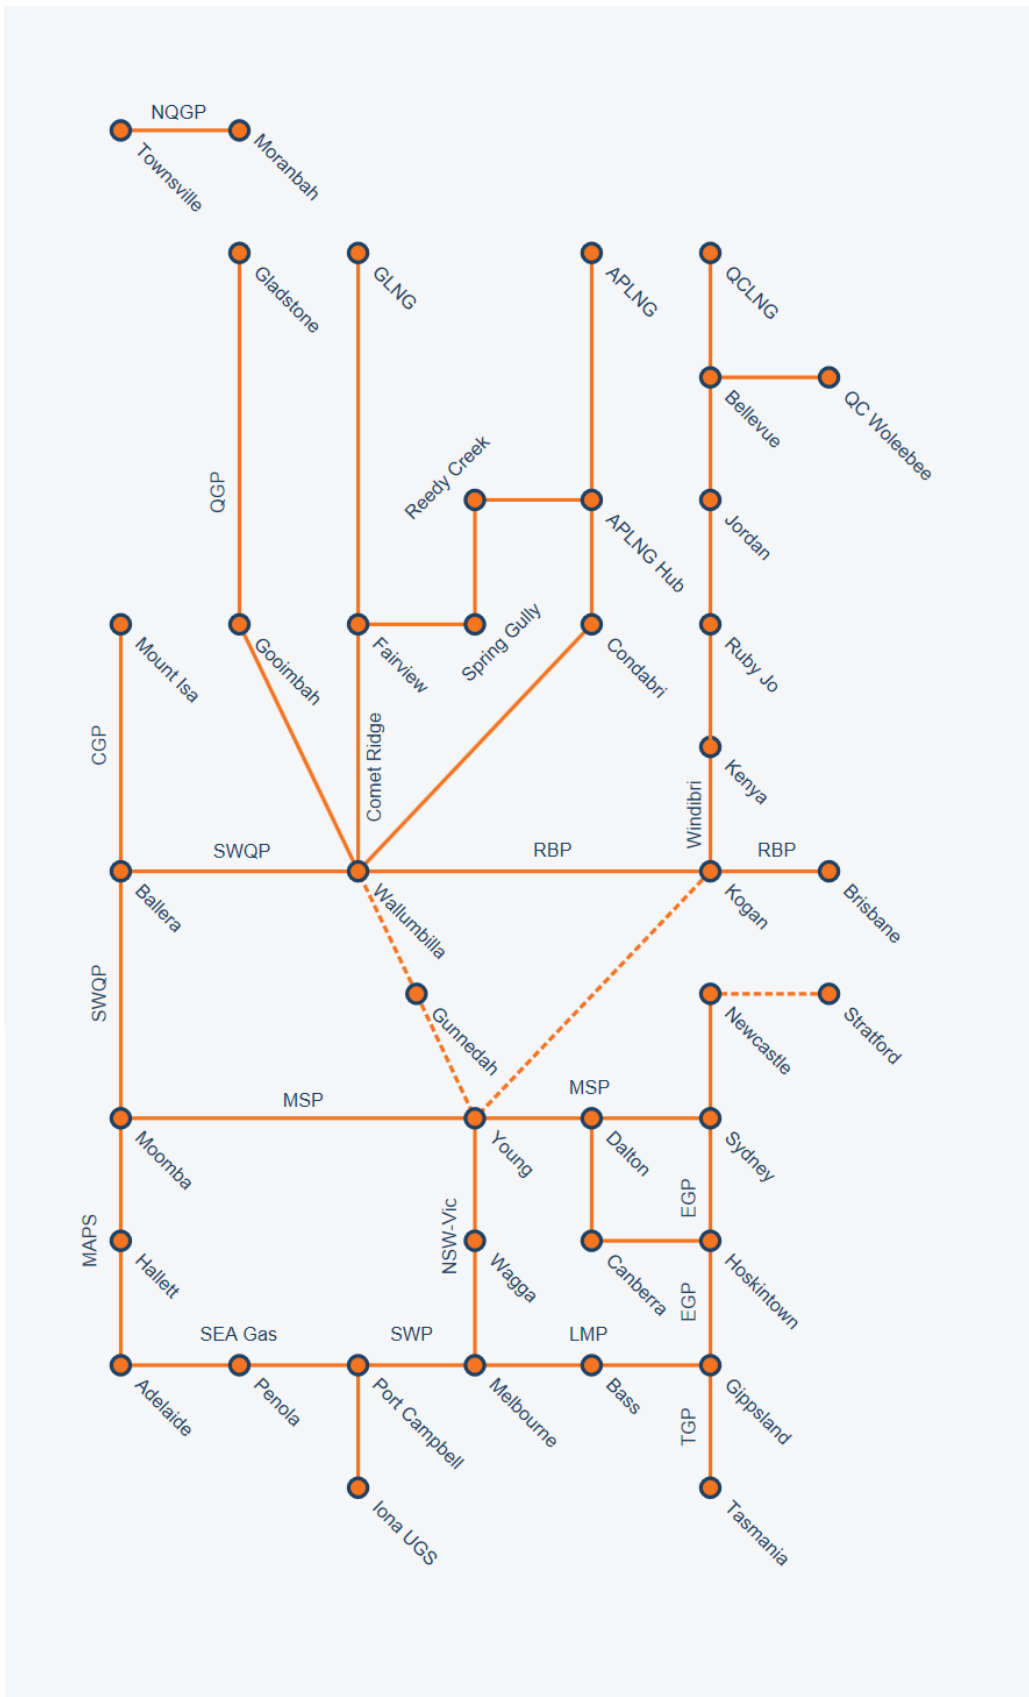 NQGP
Townsville
Moranbah
Gladstone
GLNG
APLNG
QCLNG
Bellevue
QC Woleebee
QGP
Reedy Creek
APLNG Hub
Jordan
Mount Isa
Gooimbah
Fairview
Spring Gully
Condabri
Ruby Jo
CGP
Comet Ridge
Windibri
Kenya
SWQP
RBP
RBP
Ballera
Wallumbilla
Kogan
Brisbane
SWQP
Gunnedah
Newcastle
Stratford
MSP
MSP
Moomba
Young
Dalton
Sydney
MAPS
NSW-Vic
EGP
Hallett
Wagga
Canberra
Hoskintown
EGP
SEA Gas
SWP
LMP
Adelaide
Penola
Port Campbell
Melbourne
Bass
Gippsland
TGP
Iona UGS
Tasmania